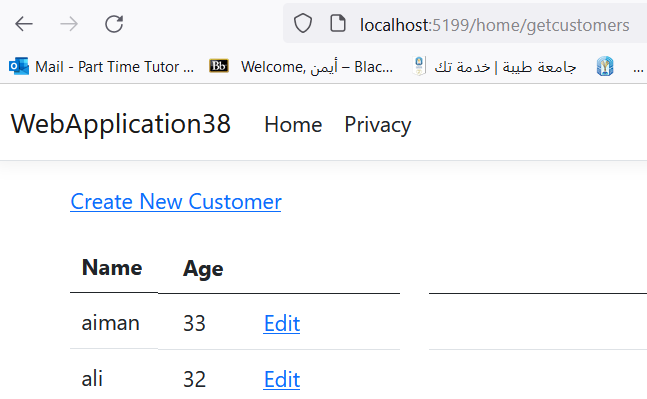 localhost:5199/home/getcustomers
Mail - Part Time Tutor ... Bb Welcome, أيمن – Blac... جامعة طيبة | خدمة تك ...
WebApplication38 Home Privacy
Create New Customer
Name Age
aiman 33 Edit
ali 32 Edit